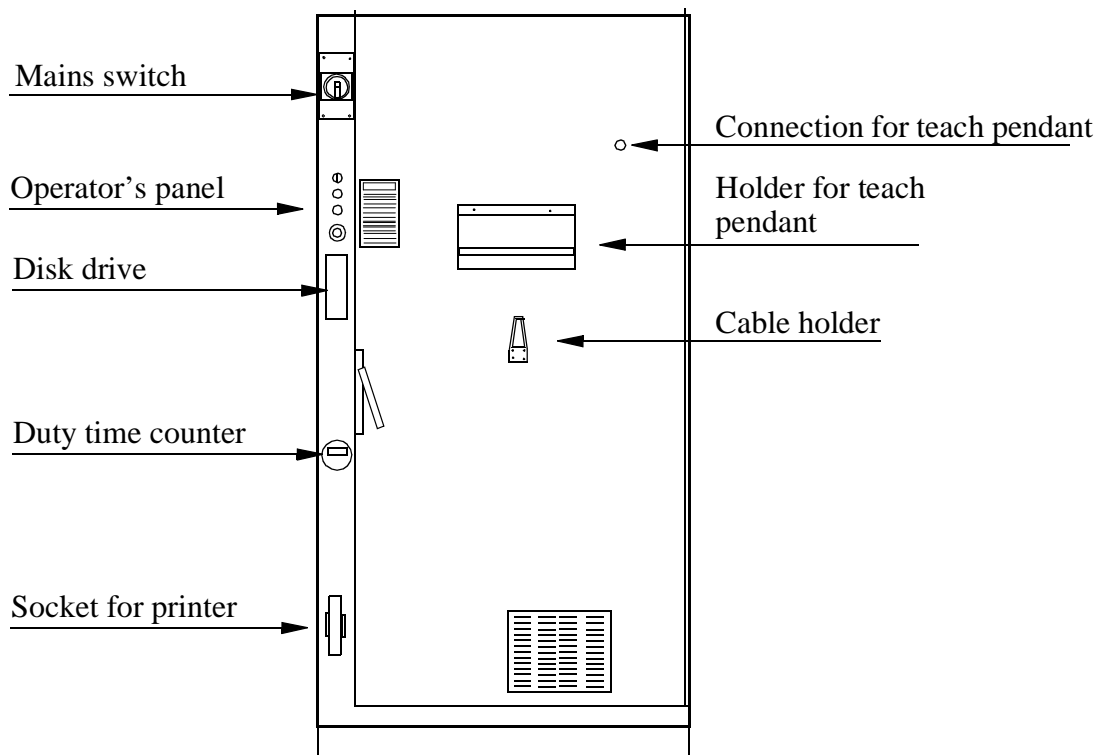 Mains switch
Operator’s panel
Disk drive
Duty time counter
Socket for printer
Connection for teach pendant
Holder for teach
pendant
Cable holder